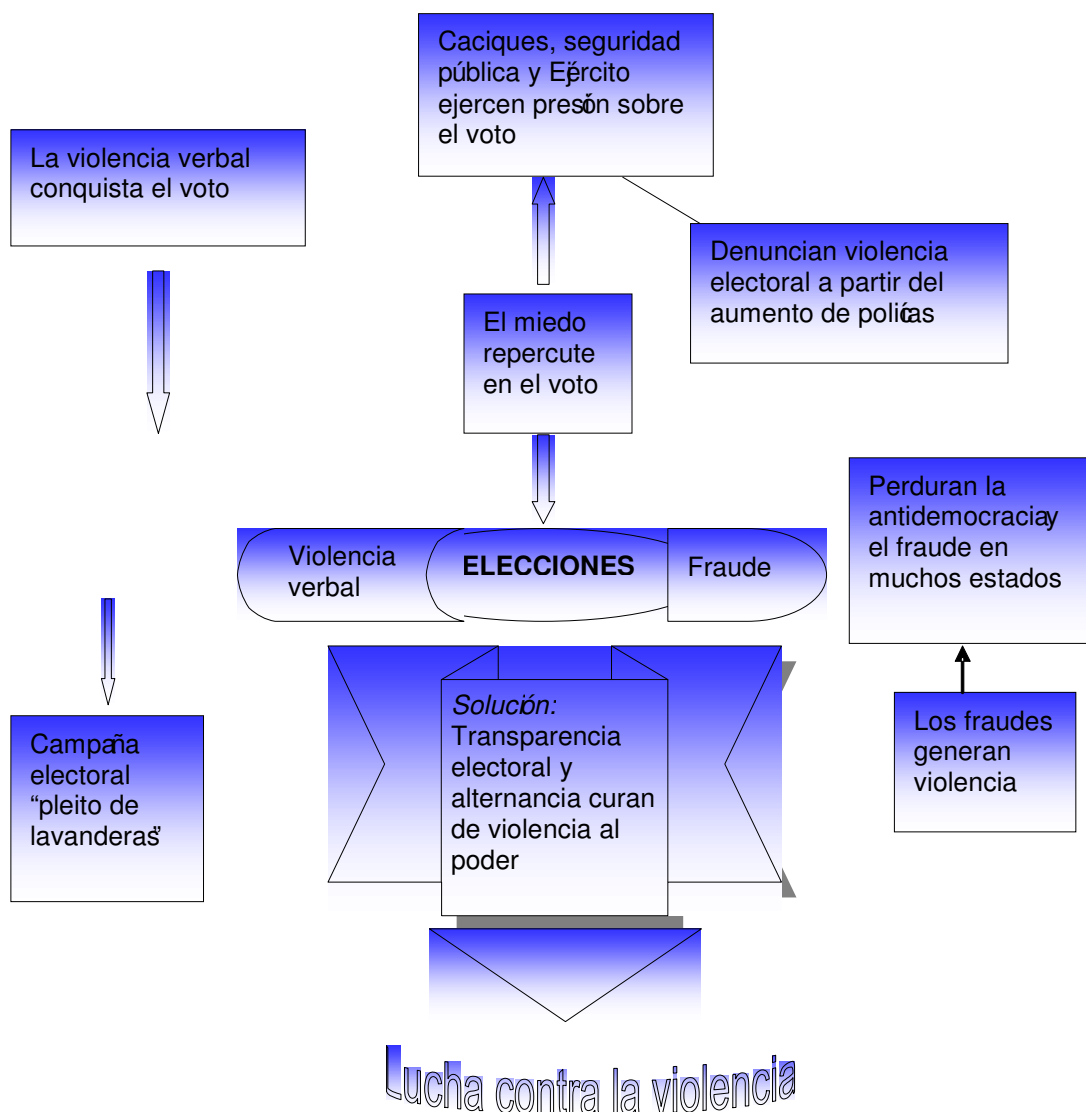 Caciques, seguridad
pública y Ejército
ejercen presión sobre
el voto
La violencia verbal
conquista el voto
Denuncian violencia
electoral a partir del
aumento de policías
El miedo
repercute
en el voto
Perduran la
antidemocracia y
el fraude en
muchos estados
Violencia
verbal
ELECCIONES
Fraude
Solución:
Transparencia
electoral y
alternancia curan
de violencia al
poder
Los fraudes
generan
violencia
Campaña
electoral
“pleito de
lavanderas”
Lucha contra la violencia